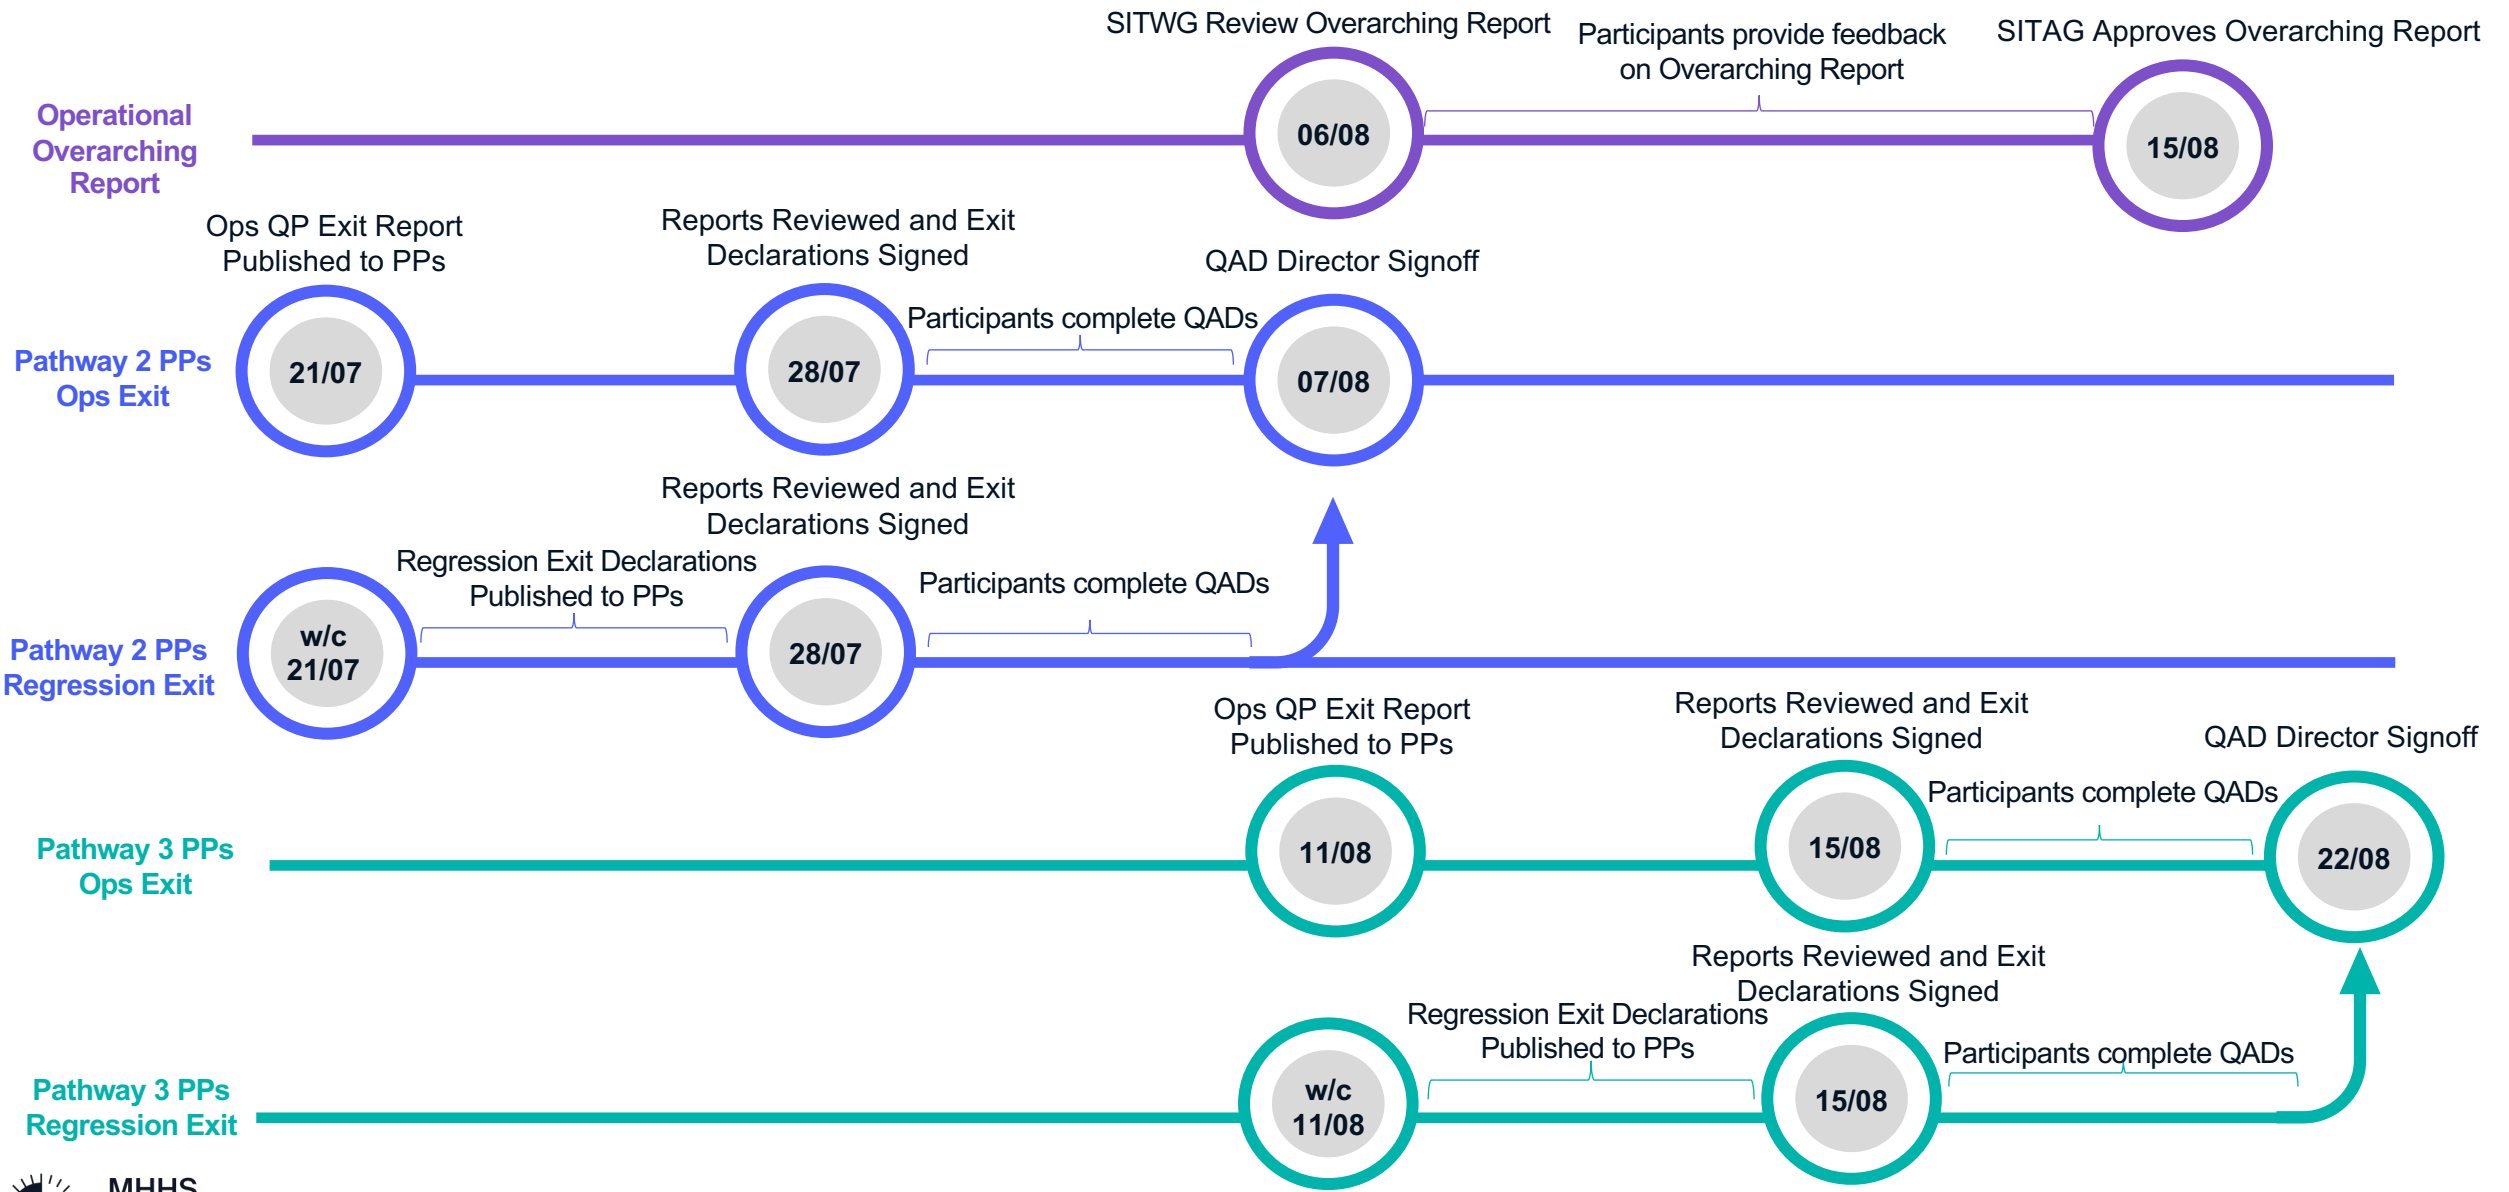 SITWG Review Overarching Report
Participants provide feedback
on Overarching Report
SITAG Approves Overarching Report
Operational
Overarching
Report
06/08
15/08
Ops QP Exit Report
Published to PPs
Reports Reviewed and Exit
Declarations Signed
QAD Director Signoff
Participants complete QADs
Pathway 2 PPs
Ops Exit
21/07
28/07
07/08
Reports Reviewed and Exit
Declarations Signed
Regression Exit Declarations
Published to PPs
Participants complete QADs
Pathway 2 PPs
Regression Exit
w/c
21/07
28/07
Ops QP Exit Report
Published to PPs
Reports Reviewed and Exit
Declarations Signed
QAD Director Signoff
Participants complete QADs
Pathway 3 PPs
Ops Exit
11/08
15/08
22/08
Reports Reviewed and Exit
Declarations Signed
Regression Exit Declarations
Published to PPs
Participants complete QADs
Pathway 3 PPs
Regression Exit
w/c
11/08
15/08
MHHS